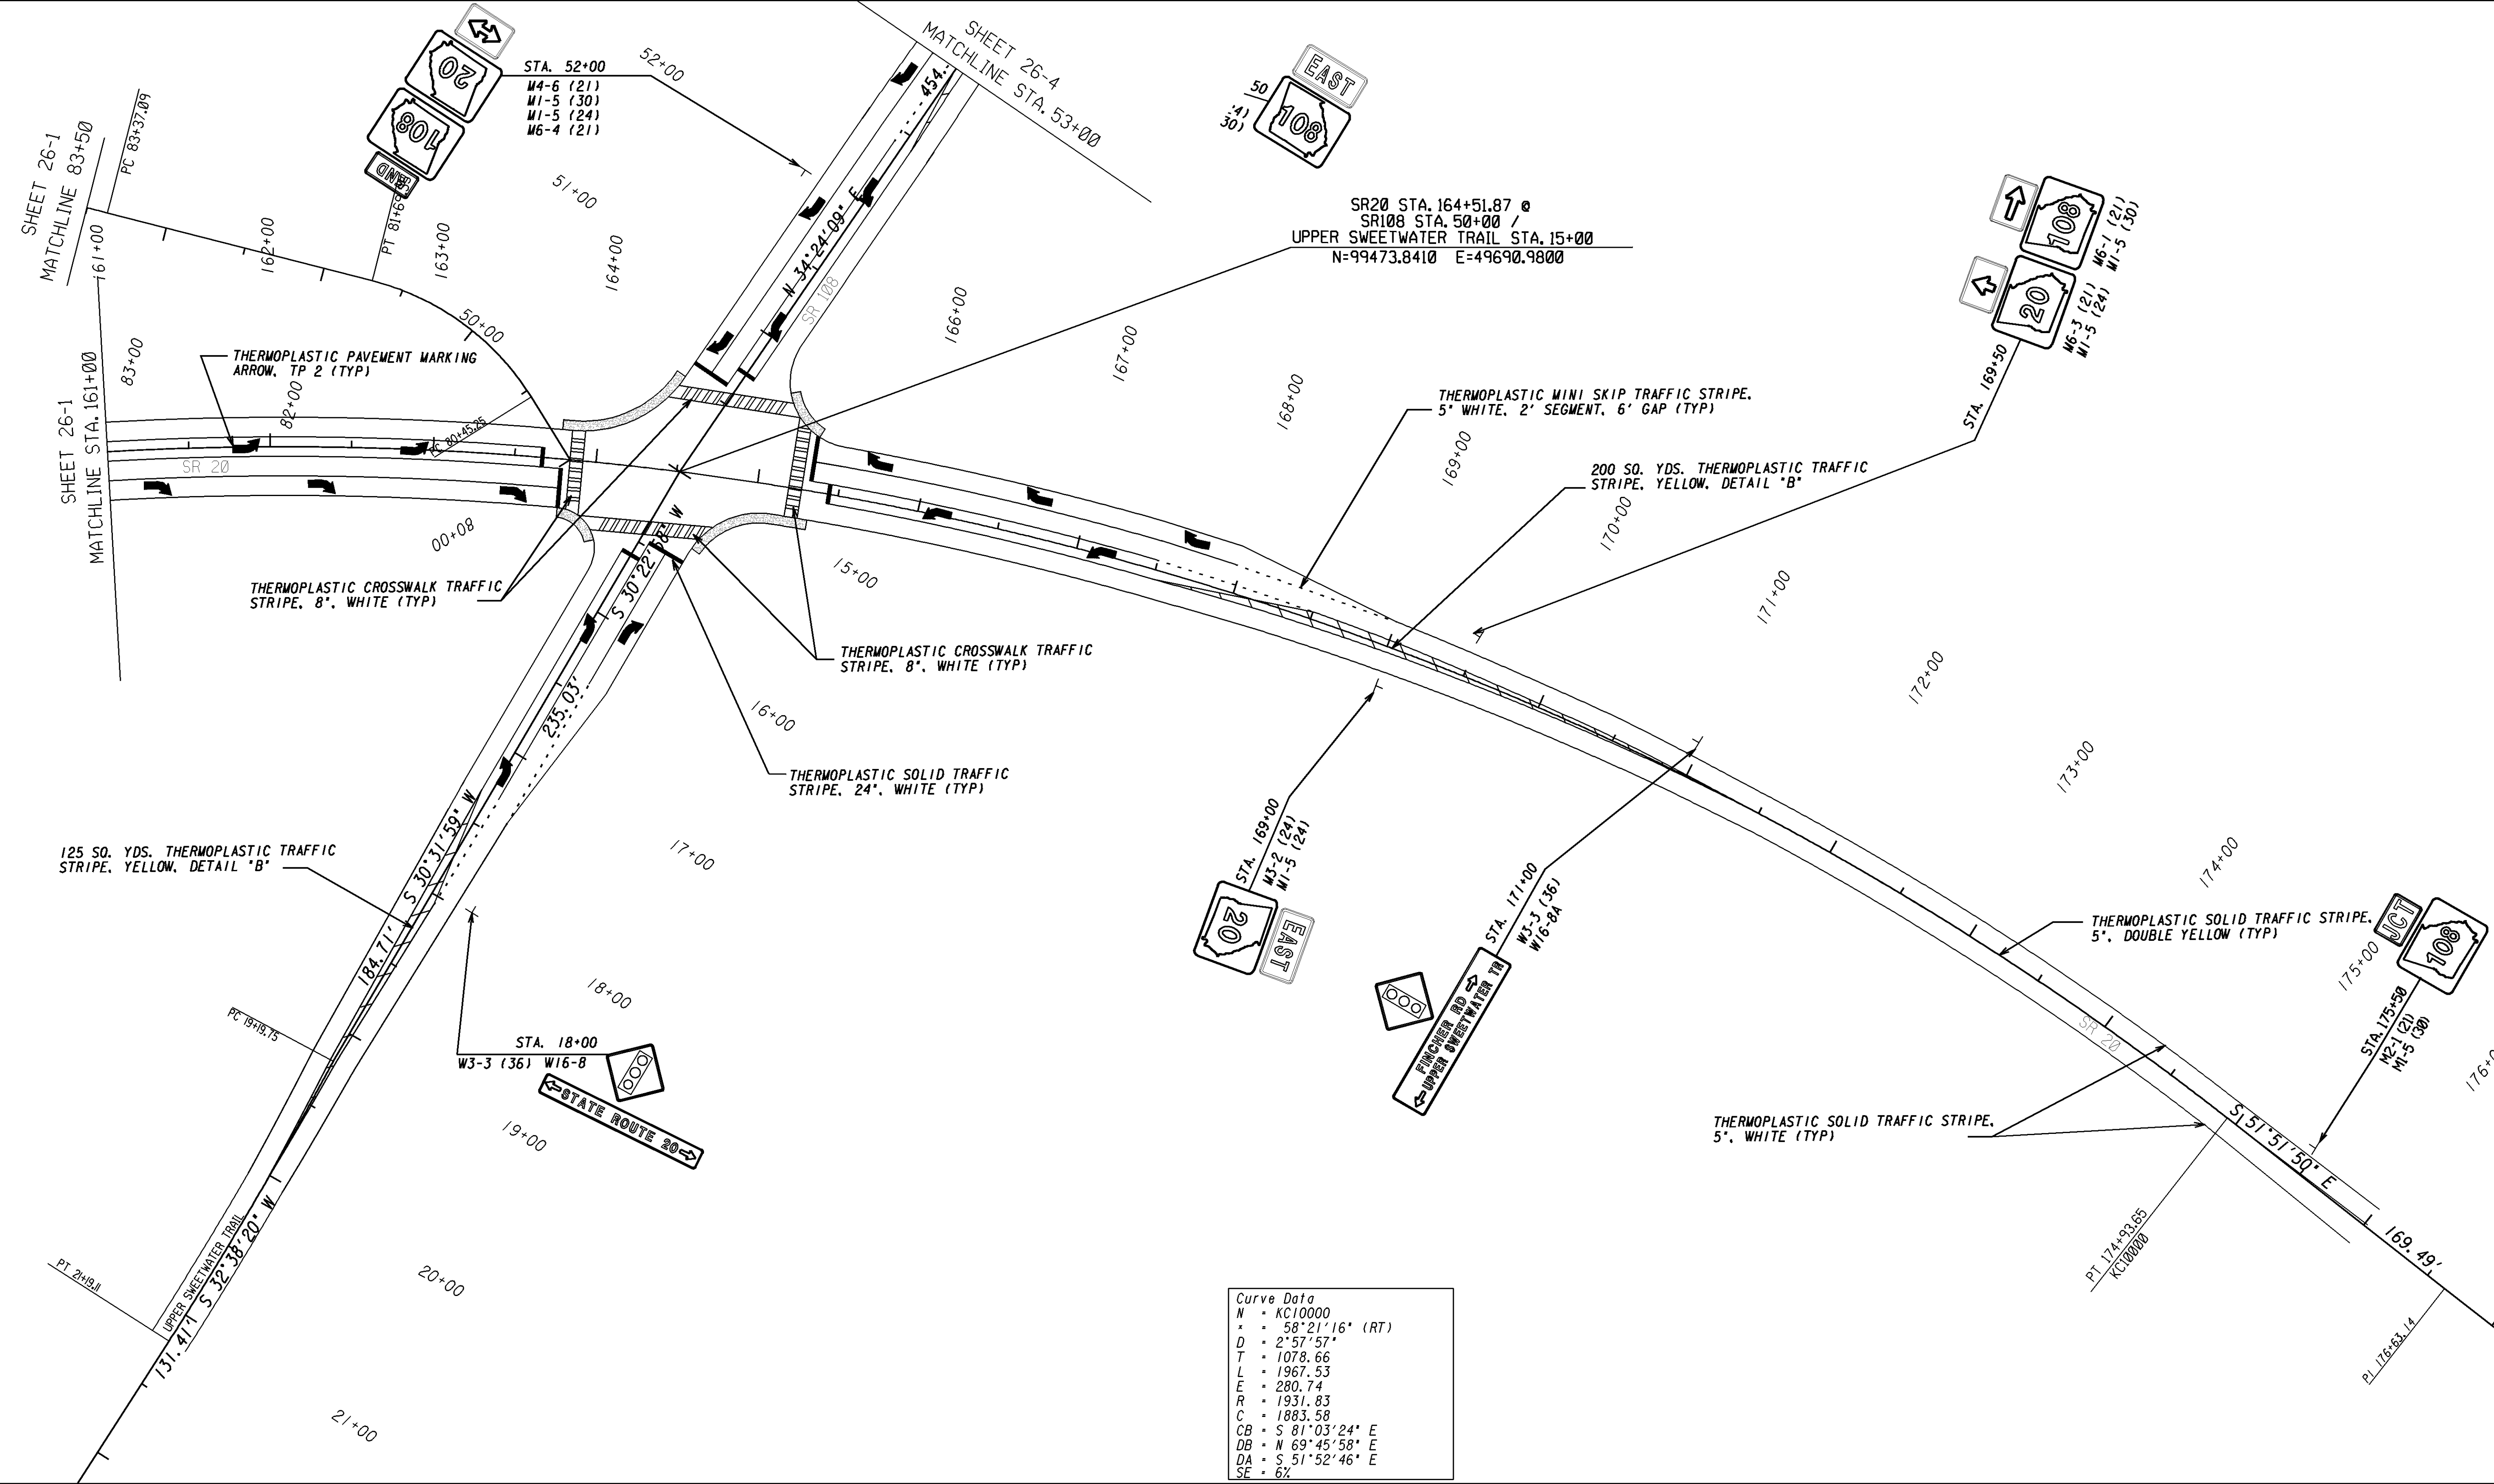 SHEET 26-1
MATCHLINE 83+50
PC 83+37.09
20
108
END
STA. 52+00
M4-6 (21)
M1-5 (30)
M1-5 (24)
M6-4 (21)
52+00
51+00
50+00
PT 81+69
SHEET 26-4
MATCHLINE STA. 53+00
454.
N 34°24'09" E
SR 108
EAST
108
50
30)
SR20 STA. 164+51.87 @
SR108 STA. 50+00 /
UPPER SWEETWATER TRAIL STA. 15+00
N=99473.8410 E=49690.9800
108
M6-1 (21)
M1-5 (30)
20
M6-3 (21)
M1-5 (24)
STA. 169+50
161+00
162+00
163+00
164+00
166+00
167+00
168+00
169+00
170+00
171+00
172+00
173+00
174+00
175+00
83+00
82+00
80+00
PC 80+45.25
SHEET 26-1
MATCHLINE STA. 161+00
THERMOPLASTIC PAVEMENT MARKING
ARROW, TP 2 (TYP)
SR 20
THERMOPLASTIC MINI SKIP TRAFFIC STRIPE,
5" WHITE, 2' SEGMENT, 6' GAP (TYP)
200 SQ. YDS. THERMOPLASTIC TRAFFIC
STRIPE, YELLOW, DETAIL "B"
THERMOPLASTIC CROSSWALK TRAFFIC
STRIPE, 8", WHITE (TYP)
THERMOPLASTIC CROSSWALK TRAFFIC
STRIPE, 8", WHITE (TYP)
S 30°22'58" W
235.03'
THERMOPLASTIC SOLID TRAFFIC
STRIPE, 24", WHITE (TYP)
15+00
16+00
17+00
18+00
19+00
20+00
21+00
125 SQ. YDS. THERMOPLASTIC TRAFFIC
STRIPE, YELLOW, DETAIL "B"
S 30°31'59" W
184.71'
PC 19+19.75
STA. 18+00
W3-3 (36) W16-8
STATE ROUTE 20
UPPER SWEETWATER TRAIL
S 32°38'20" W
131.41'
PT 21+19.11
STA. 169+00
M3-2 (24)
M1-5 (24)
20
EAST
STA. 171+00
W3-3 (36)
W16-8A
FINCHER RD
UPPER SWEETWATER TR
THERMOPLASTIC SOLID TRAFFIC STRIPE,
5", DOUBLE YELLOW (TYP)
JCT
108
STA. 175+50
M2-1 (21)
M1-5 (30)
SR 20
THERMOPLASTIC SOLID TRAFFIC STRIPE,
5", WHITE (TYP)
S 51°51'50" E
169.49'
PT 174+93.65
KC10000
PI 176+63.14
Curve Data
N = KC10000
* = 58°21'16" (RT)
D = 2°57'57"
T = 1078.66
L = 1967.53
E = 280.74
R = 1931.83
C = 1883.58
CB = S 81°03'24" E
DB = N 69°45'58" E
DA = S 51°52'46" E
SE = 6%